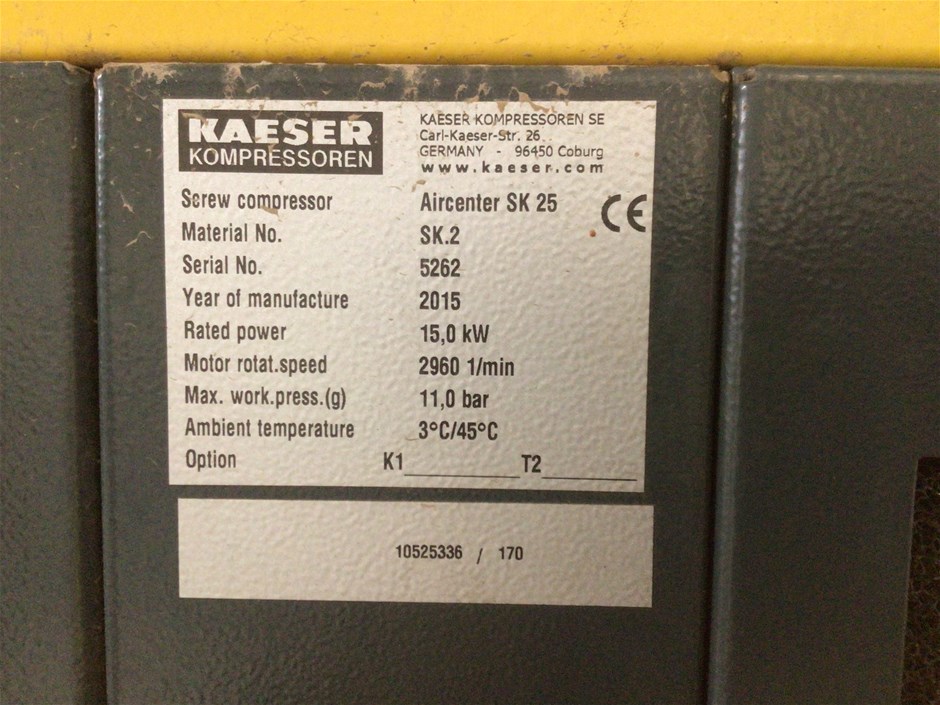 KAESER
KOMPRESSOREN
KAESER KOMPRESSOREN SE
Carl-Kaeser-Str. 26
GERMANY - 96450 Coburg
www.kaeser.com
Screw compressor Aircenter SK 25
CE
Material No. SK.2
Serial No. 5262
Year of manufacture 2015
Rated power 15,0 kW
Motor rotat.speed 2960 1/min
Max. work.press.(g) 11,0 bar
Ambient temperature 3°C/45°C
Option K1 T2
10525336 / 170